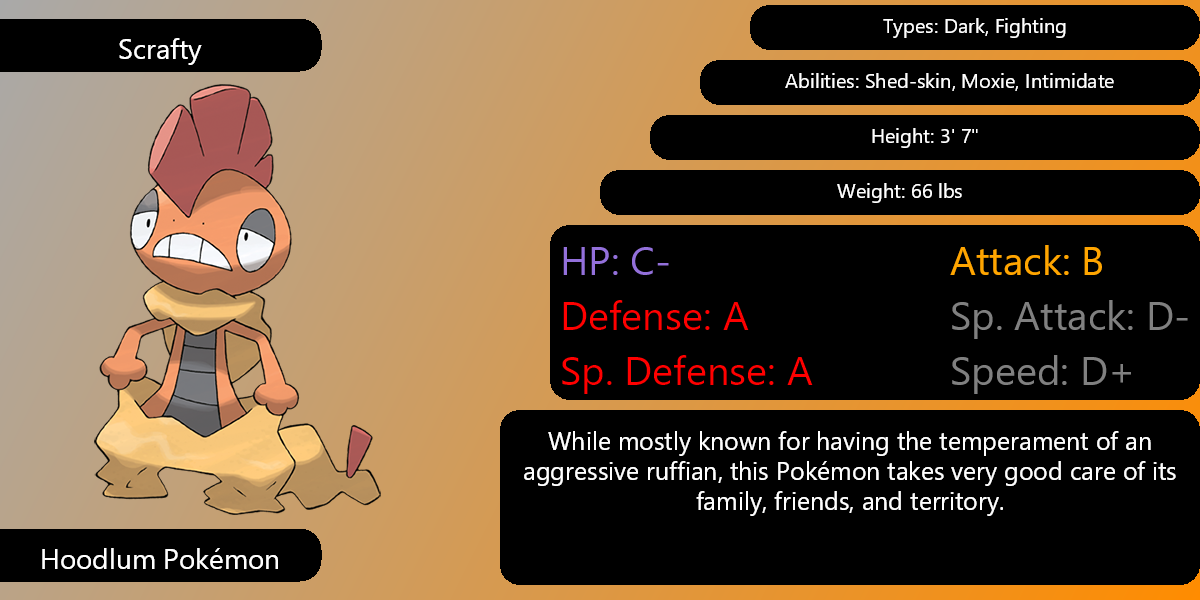 Scrafty
Types: Dark, Fighting
Abilities: Shed-skin, Moxie, Intimidate
Height: 3' 7"
Weight: 66 lbs
HP: C-
Attack: B
Defense: A
Sp. Attack: D-
Sp. Defense: A
Speed: D+
While mostly known for having the temperament of an
aggressive ruffian, this Pokémon takes very good care of its
family, friends, and territory.
Hoodlum Pokémon